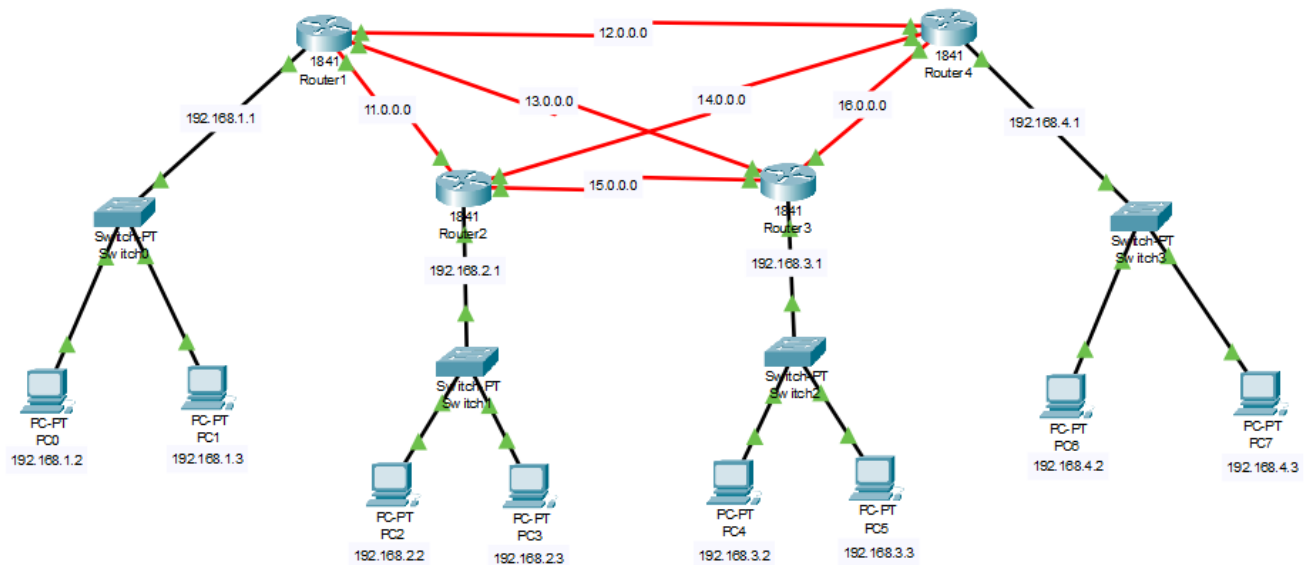 12.0.0.0
1841
Router1
1841
Router4
192.168.1.1
11.0.0.0
13.0.0.0
14.0.0.0
16.0.0.0
192.168.4.1
15.0.0.0
1841
Router2
1841
Router3
Switch-PT
Switch0
Switch-PT
Switch3
192.168.2.1
192.168.3.1
Switch-PT
Switch1
Switch-PT
Switch2
PC-PT
PC0
192.168.1.2
PC-PT
PC1
192.168.1.3
PC-PT
PC6
192.168.4.2
PC-PT
PC7
192.168.4.3
PC-PT
PC2
192.168.2.2
PC-PT
PC3
192.168.2.3
PC-PT
PC4
192.168.3.2
PC-PT
PC5
192.168.3.3